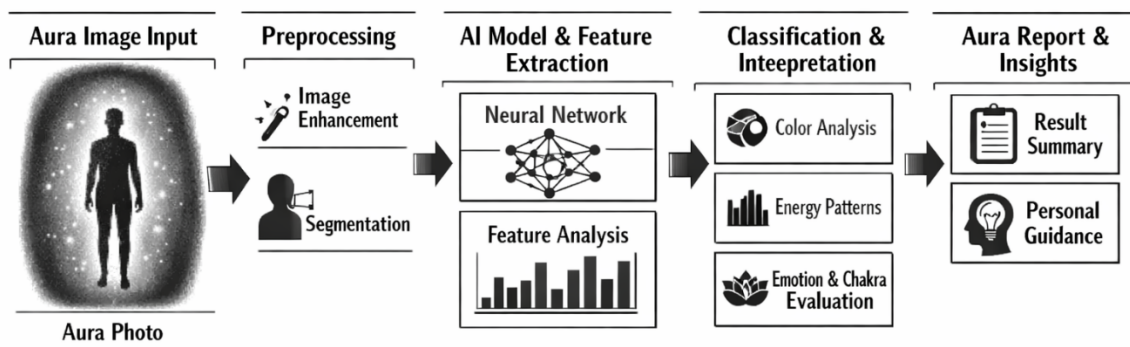 Aura Image Input
Aura Photo
Preprocessing
Image
Enhancement
Segmentation
AI Model & Feature
Extraction
Neural Network
Feature Analysis
Classification &
Inteepretation
Color Analysis
Energy Patterns
Emotion & Chakra
Evaluation
Aura Report &
Insights
Result
Summary
Personal
Guidance